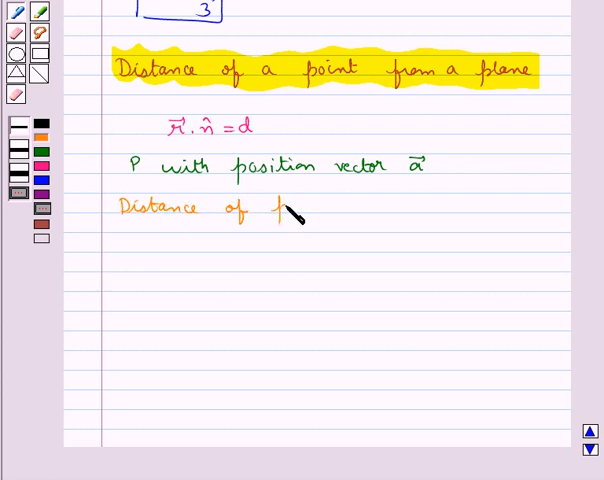 3
Distance of a point from a plane
r⃗ . n̂ = d
P with position vector a⃗
Distance of